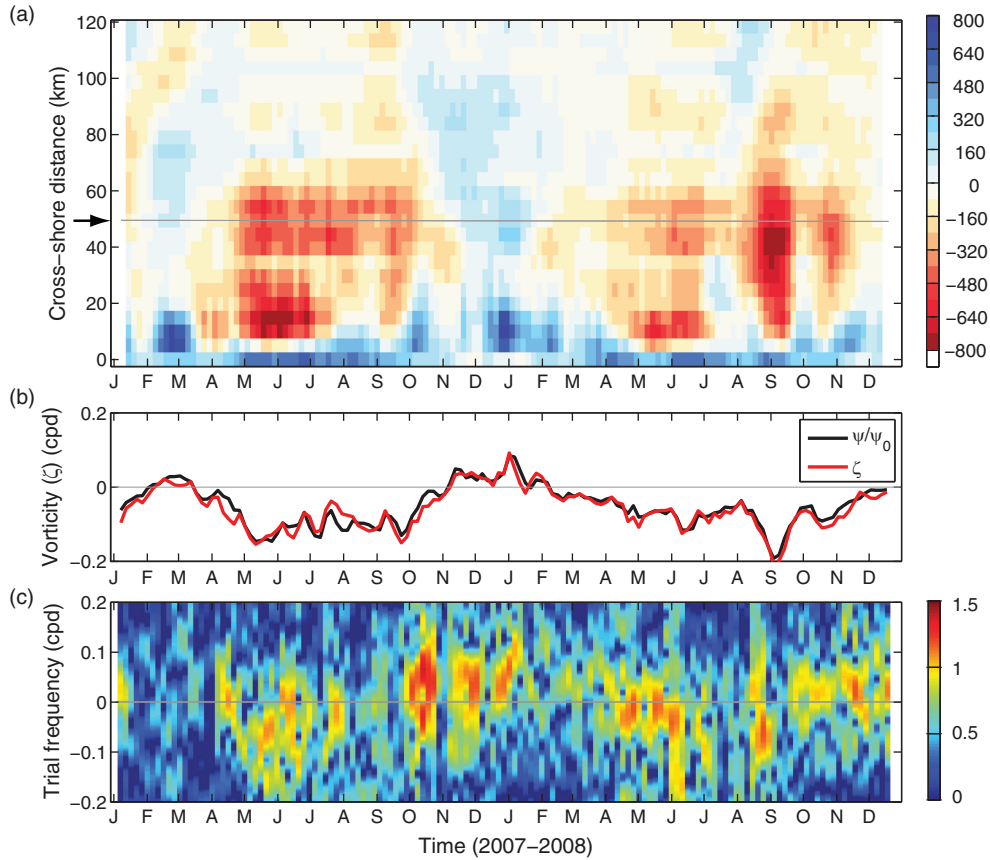 (a)
120
100
80
60
40
20
0
Cross−shore distance (km)
J F M A M J J A S O N D J F M A M J J A S O N D
800
640
480
320
160
0
−160
−320
−480
−640
−800
(b)
0.2
0
−0.2
Vorticity (ζ) (cpd)
ψ/ψ0
ζ
J F M A M J J A S O N D J F M A M J J A S O N D
(c)
0.2
0.1
0
−0.1
−0.2
Trial frequency (cpd)
J F M A M J J A S O N D J F M A M J J A S O N D
1.5
1
0.5
0
Time (2007−2008)